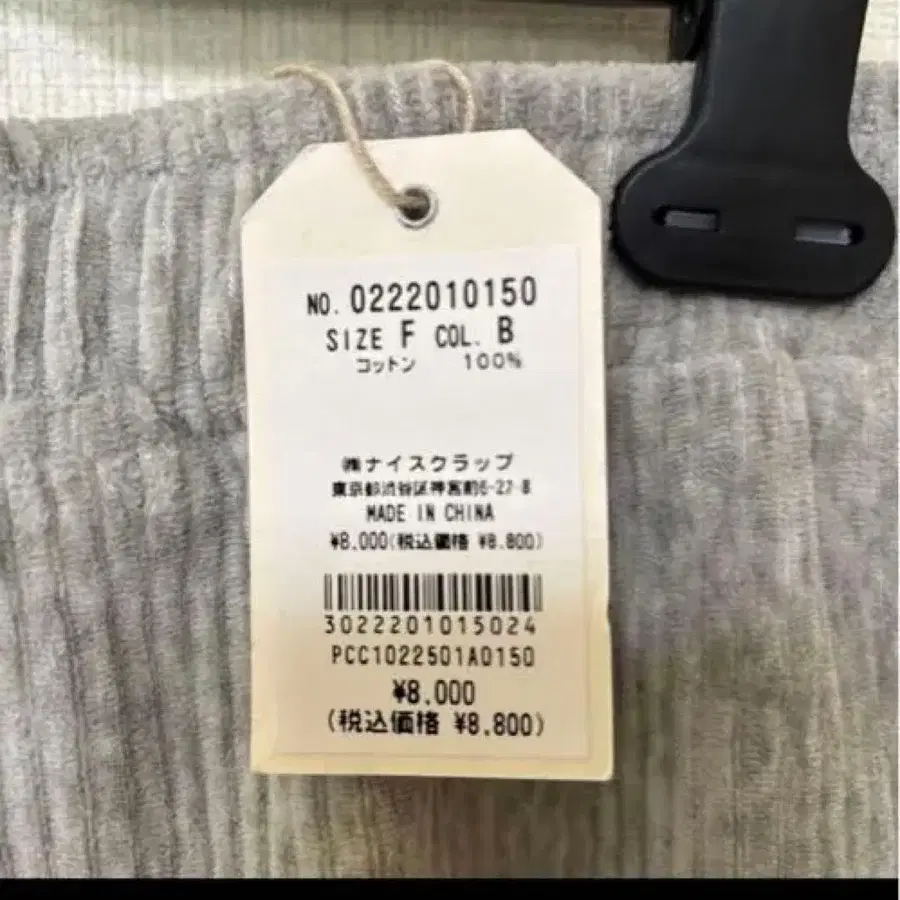 NO. 0222010150
SIZE F COL. B
コットン 100%
㈱ナイスクラップ
東京都渋谷区神宮前6-27-8
MADE IN CHINA
¥8.000(税込価格 ¥8.800)
3022201015024
PCC1022501A0150
¥8.000
(税込価格 ¥8.800)